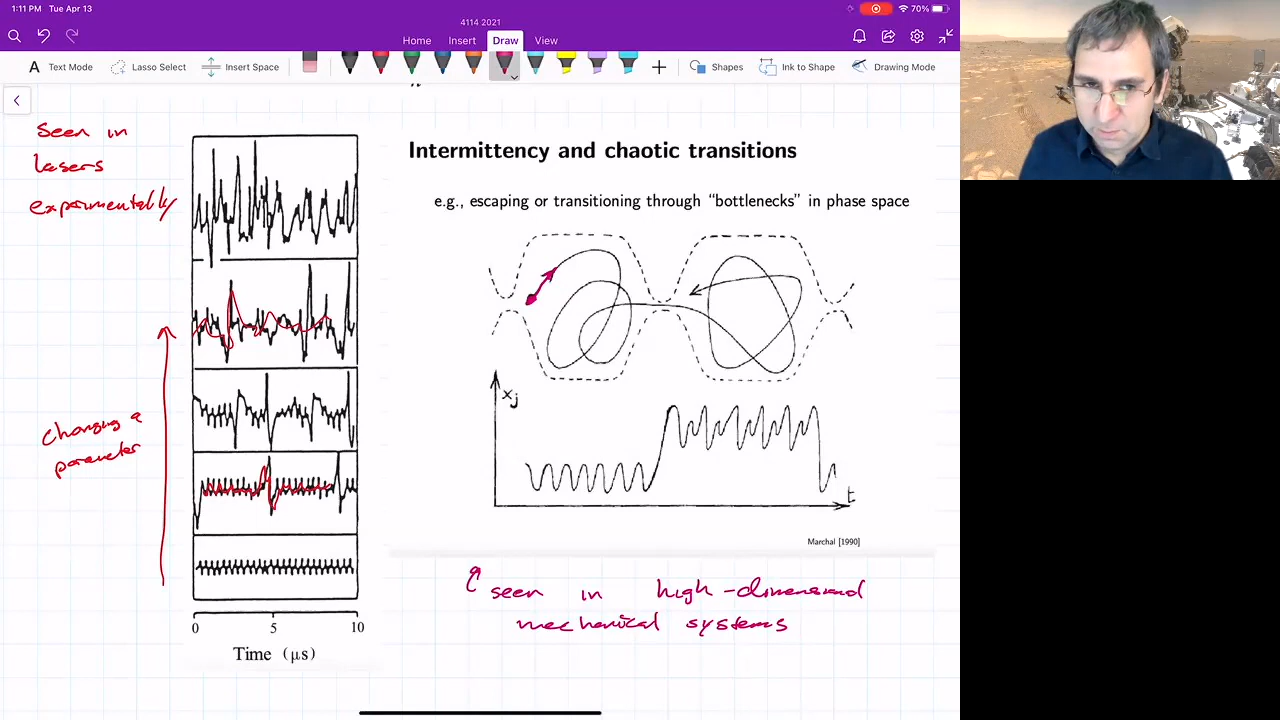 1:11 PM Tue Apr 13
70%
4114 2021
Home Insert Draw View
A Text Mode Lasso Select Insert Space Shapes Ink to Shape Drawing Mode
seen in
lasers
experimentally
changing a
parameter
0 5 10
Time (μs)
Intermittency and chaotic transitions
e.g., escaping or transitioning through “bottlenecks” in phase space
xj
t
Marchal [1990]
seen in high-dimensional
mechanical systems